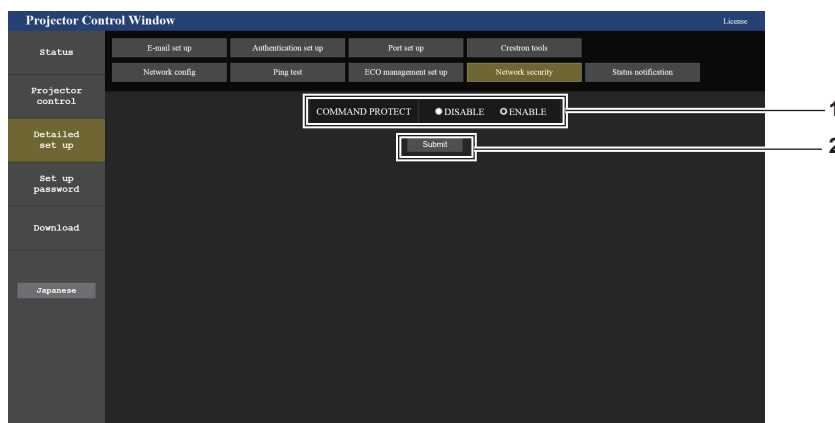 Projector Control Window
License
Status
Projector
control
Detailed
set up
Set up
password
Download
Japanese
E-mail set up
Authentication set up
Port set up
Crestron tools
Network config
Ping test
ECO management set up
Network security
Status notification
COMMAND PROTECT DISABLE ENABLE
1
Submit
2